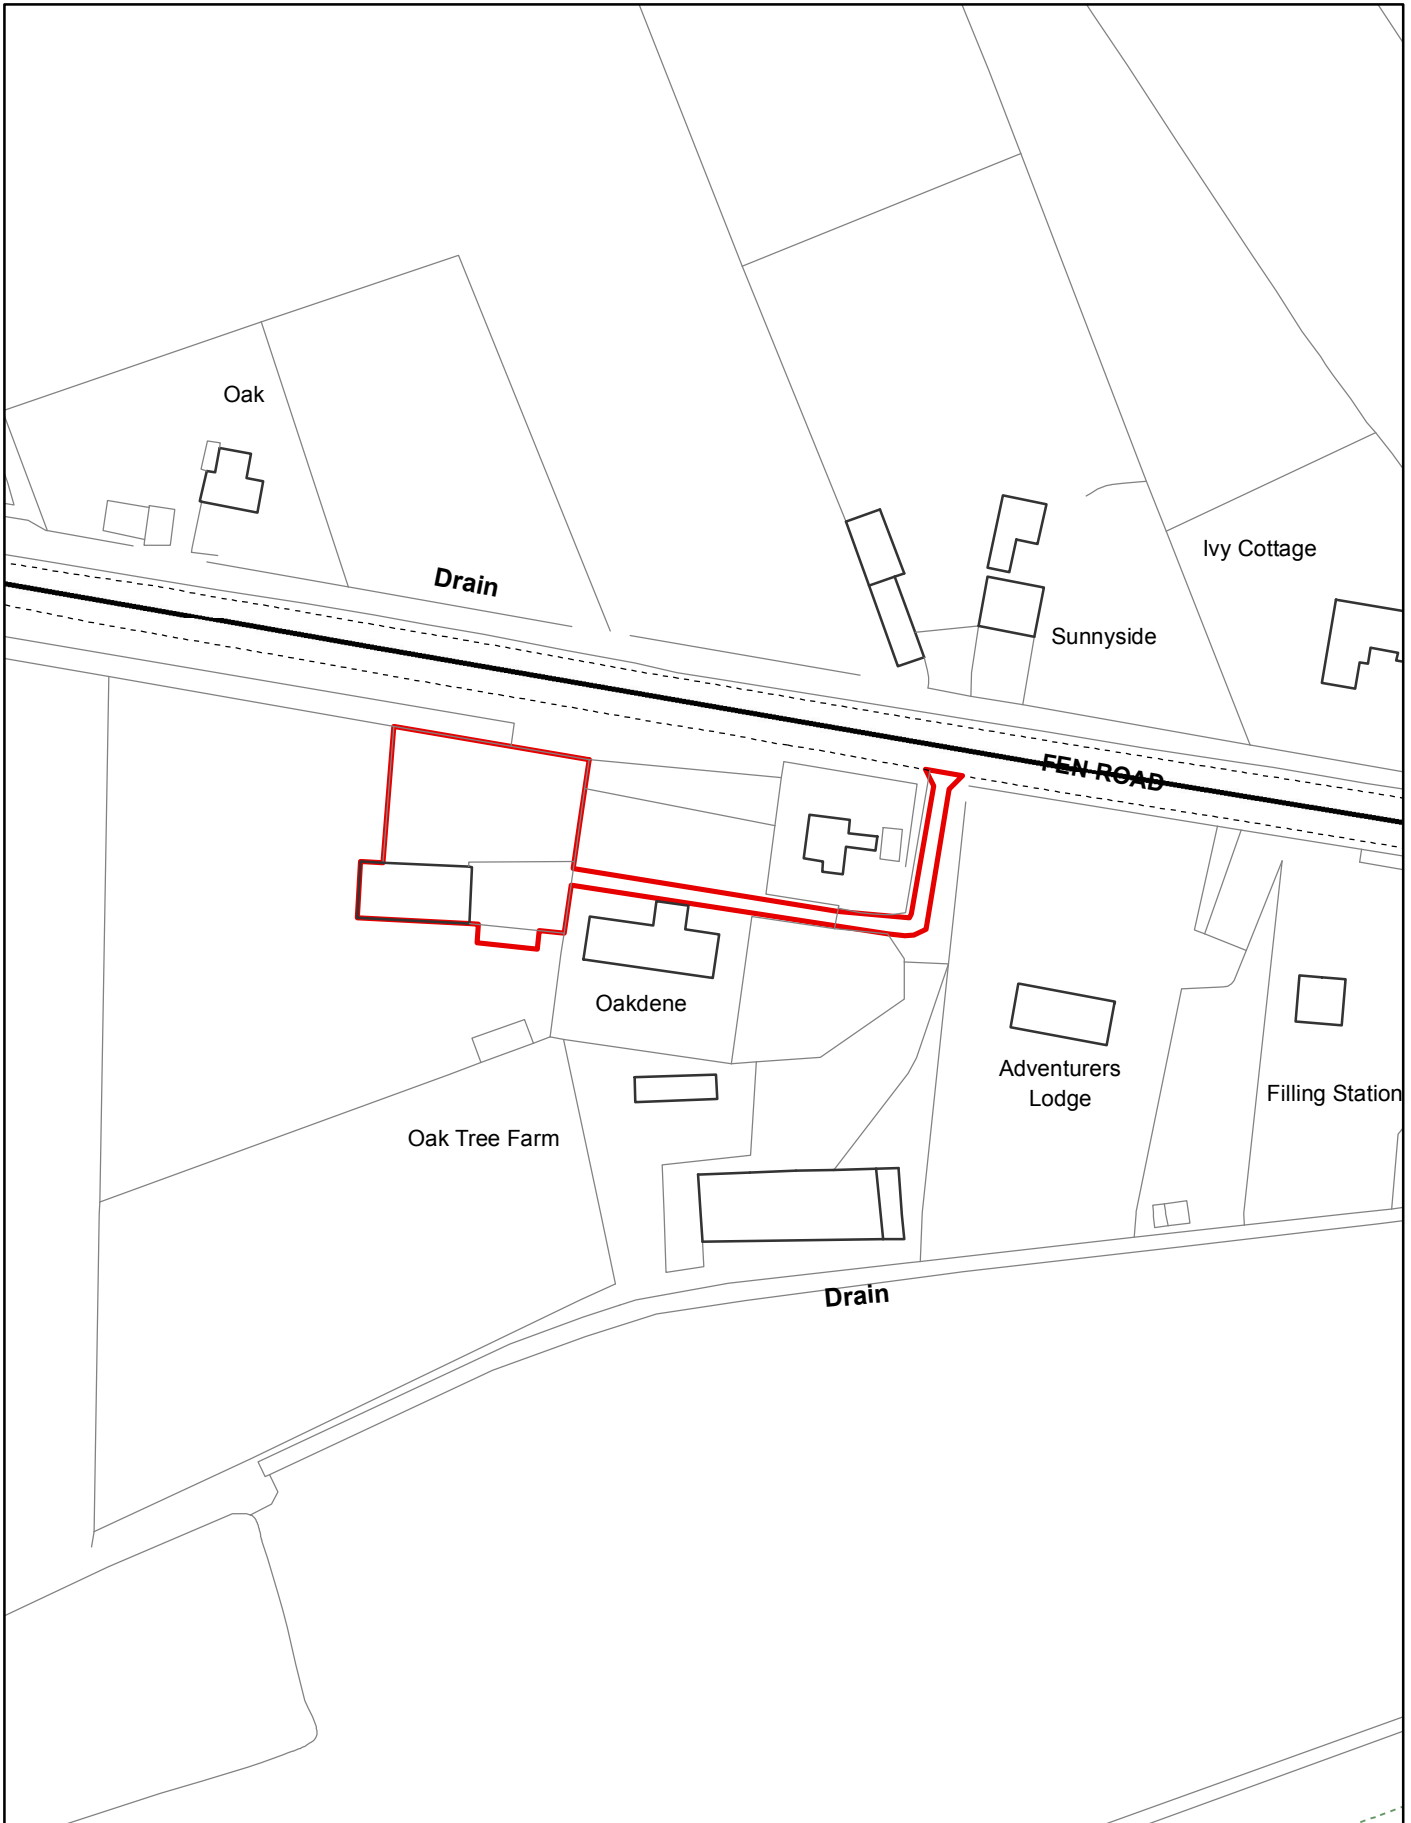 Oak
Ivy Cottage
Drain
Sunnyside
FEN ROAD
Oakdene
Adventurers
Lodge
Filling Station
Oak Tree Farm
Drain